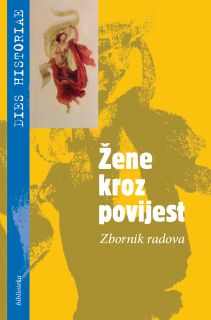 DIES HISTORIAE
Žene
kroz
povijest
Zbornik radova
biblioteka